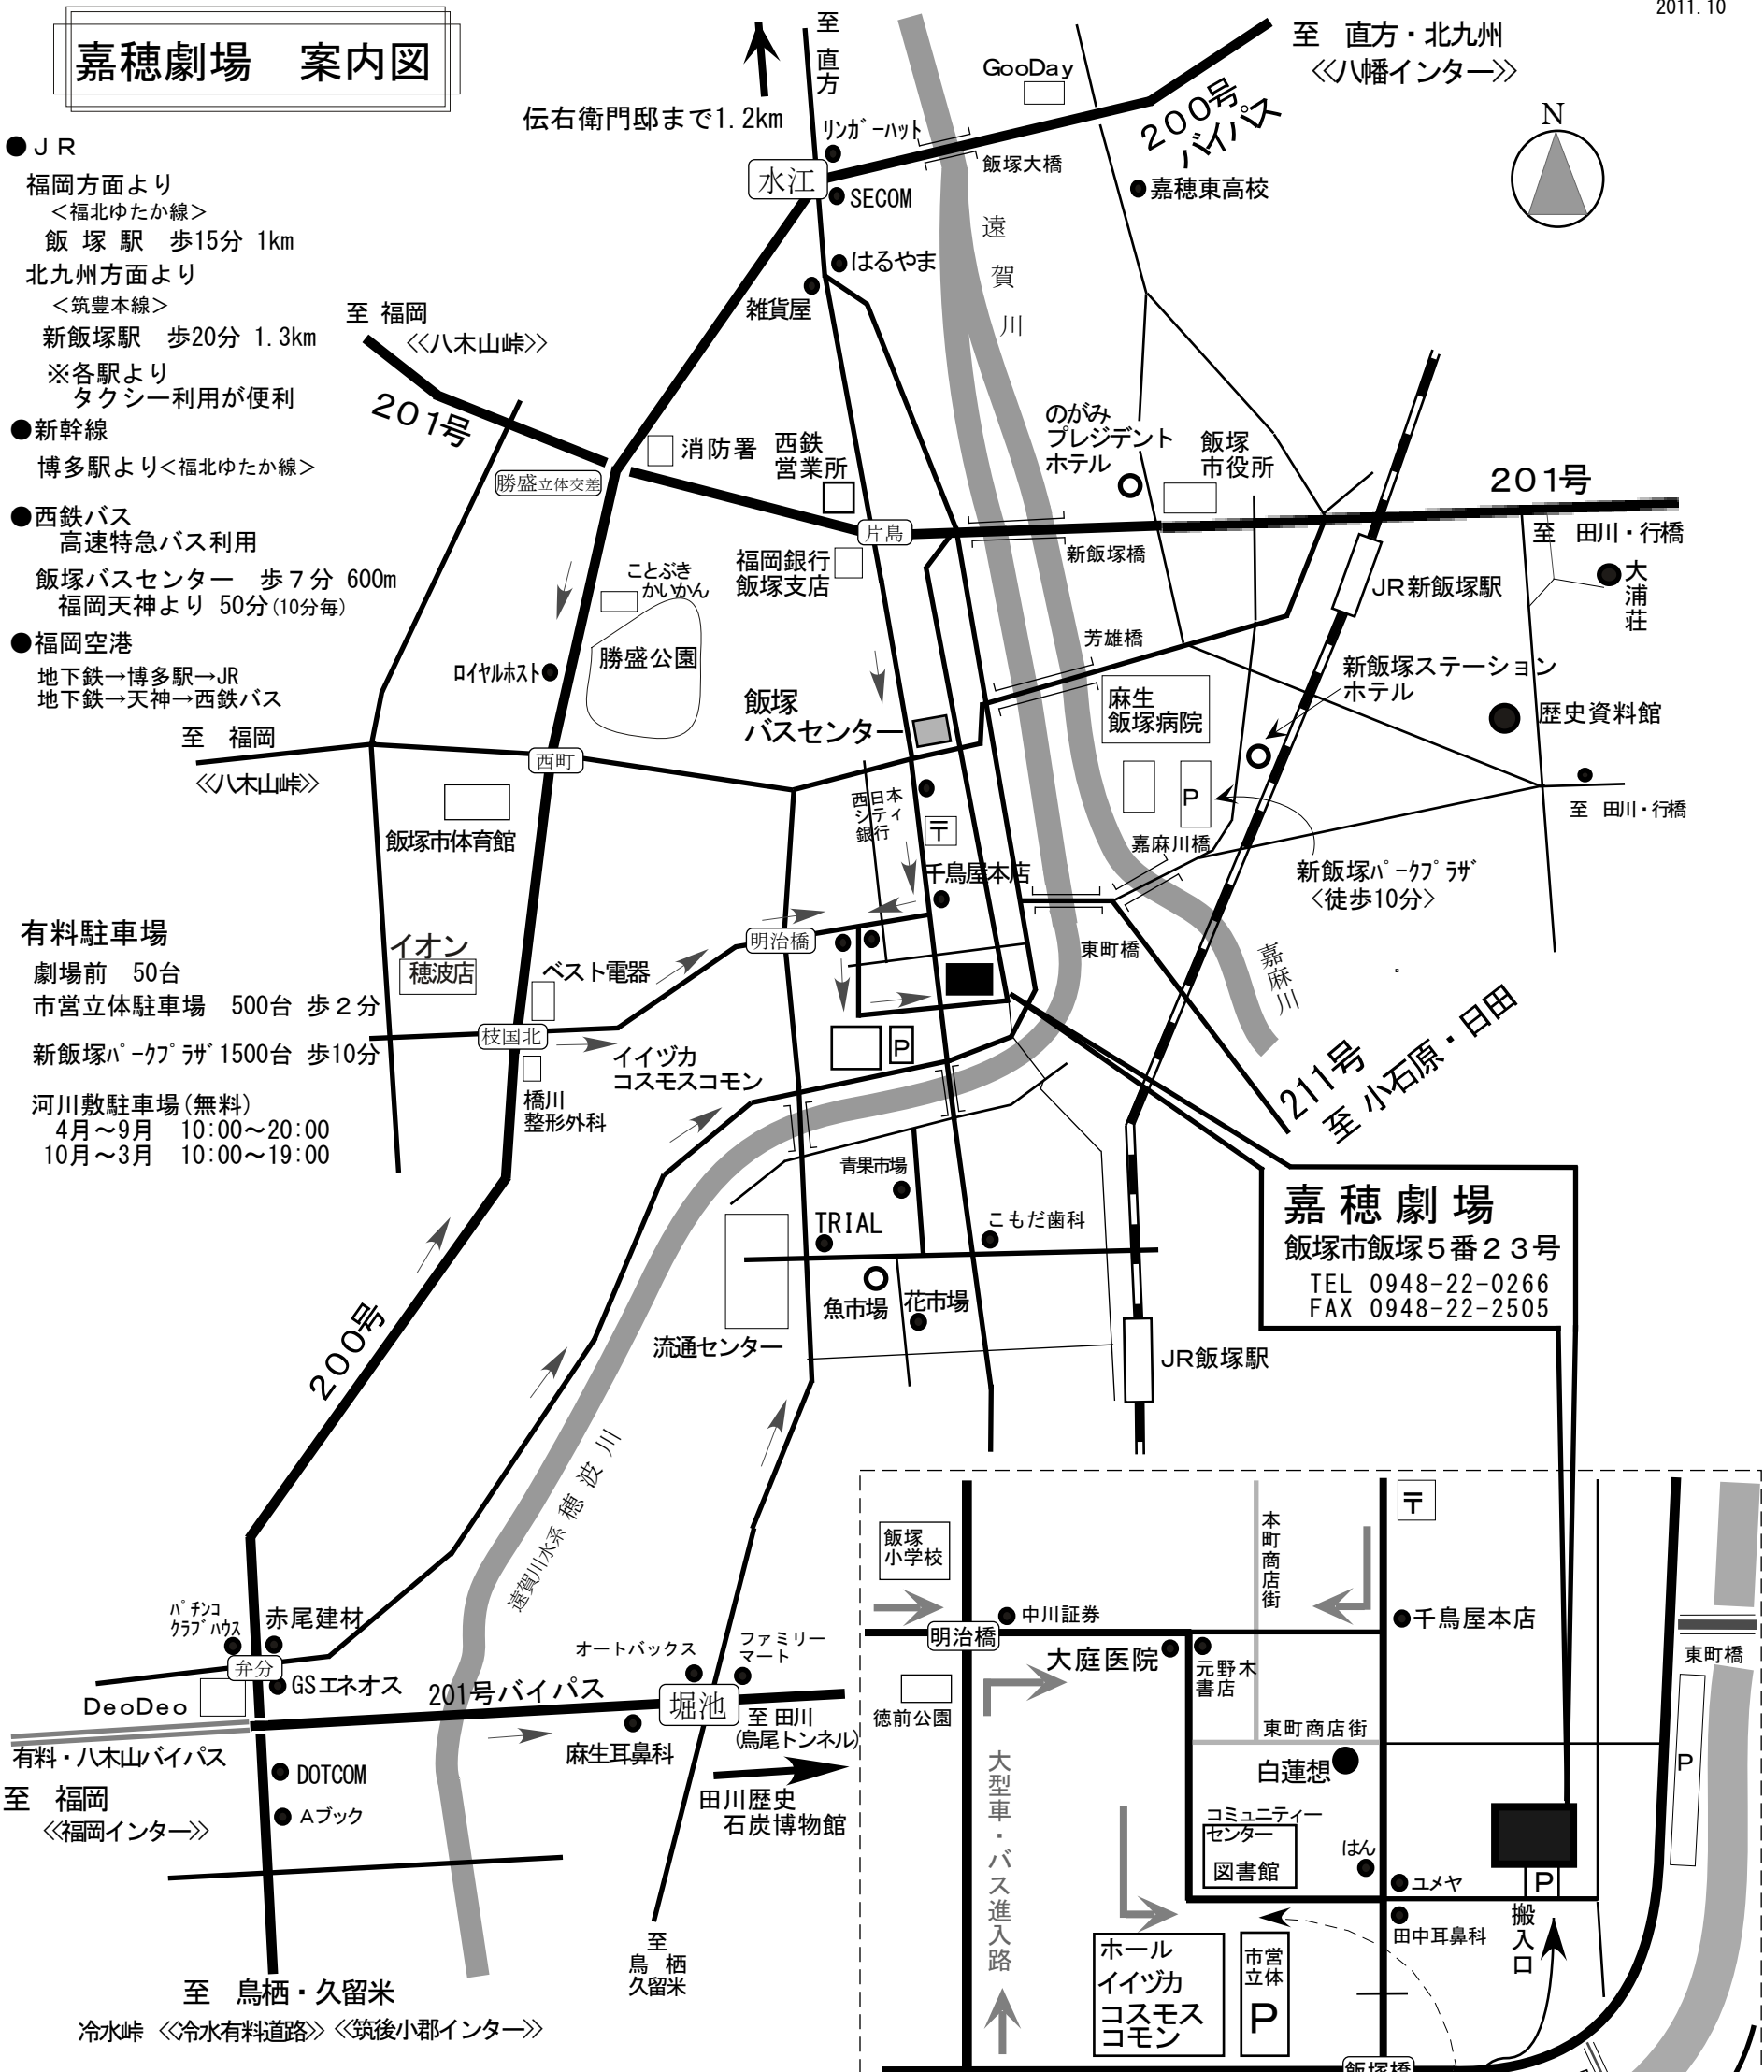 2011.10
嘉穂劇場　案内図
●ＪＲ
福岡方面より
＜福北ゆたか線＞
飯 塚 駅　歩15分 1km
北九州方面より
＜筑豊本線＞
新飯塚駅　歩20分 1.3km
※各駅より
タクシー利用が便利
●新幹線
博多駅より＜福北ゆたか線＞
●西鉄バス
高速特急バス利用
飯塚バスセンター　歩７分 600m
福岡天神より 50分(10分毎)
●福岡空港
地下鉄→博多駅→JR
地下鉄→天神→西鉄バス
有料駐車場
劇場前　50台
市営立体駐車場　500台 歩２分
新飯塚ﾊﾟｰｸﾌﾟﾗｻﾞ1500台 歩10分
河川敷駐車場(無料)
4月～9月　10:00～20:00
10月～3月　10:00～19:00
至 直方
伝右衛門邸まで1.2km
ﾘﾝｶﾞｰﾊｯﾄ
水江
SECOM
はるやま
雑貨屋
GooDay
飯塚大橋
200号
バイパス
至　直方・北九州
≪八幡インター≫
N
嘉穂東高校
遠賀川
至 福岡
≪八木山峠≫
201号
勝盛立体交差
消防署
西鉄
営業所
片島
福岡銀行
飯塚支店
のがみ
プレジデント
ホテル
飯塚
市役所
新飯塚橋
201号
至　田川・行橋
大浦荘
JR新飯塚駅
ことぶき
かいかん
勝盛公園
ﾛｲﾔﾙﾎｽﾄ
飯塚
バスセンター
芳雄橋
麻生
飯塚病院
P
新飯塚ステーション
ホテル
歴史資料館
至　田川・行橋
至　福岡
≪八木山峠≫
西町
飯塚市体育館
西日本
シティ
銀行
〒
千鳥屋本店
嘉麻川橋
新飯塚ﾊﾟｰｸﾌﾟﾗｻﾞ
＜徒歩10分＞
イオン
穂波店
ベスト電器
明治橋
東町橋
嘉麻川
枝国北
橋川
整形外科
イイヅカ
コスモスコモン
P
211号
至 小石原・日田
青果市場
TRIAL
こもだ歯科
魚市場
花市場
流通センター
JR飯塚駅
嘉穂劇場
飯塚市飯塚５番２３号
TEL 0948-22-0266
FAX 0948-22-2505
200号
遠賀川水系 穂波川
ﾊﾟﾁﾝｺ
ｸﾗﾌﾞﾊｳｽ
赤尾建材
弁分
GSエネオス
DeoDeo
201号バイパス
オートバックス
ファミリー
マート
堀池
麻生耳鼻科
至 田川
(烏尾トンネル)
田川歴史
石炭博物館
有料・八木山バイパス
至　福岡
≪福岡インター≫
DOTCOM
Aブック
至
鳥　栖
久留米
至　鳥栖・久留米
冷水峠 ≪冷水有料道路≫ ≪筑後小郡インター≫
飯塚
小学校
明治橋
中川証券
大庭医院
元野木
書店
本町商店街
〒
千鳥屋本店
東町橋
徳前公園
東町商店街
白蓮想
大型車・バス進入路
コミュニティー
センター
図書館
はん
ユメヤ
田中耳鼻科
P
P
搬入口
ホール
イイヅカ
コスモス
コモン
市営
立体
P
飯塚橋